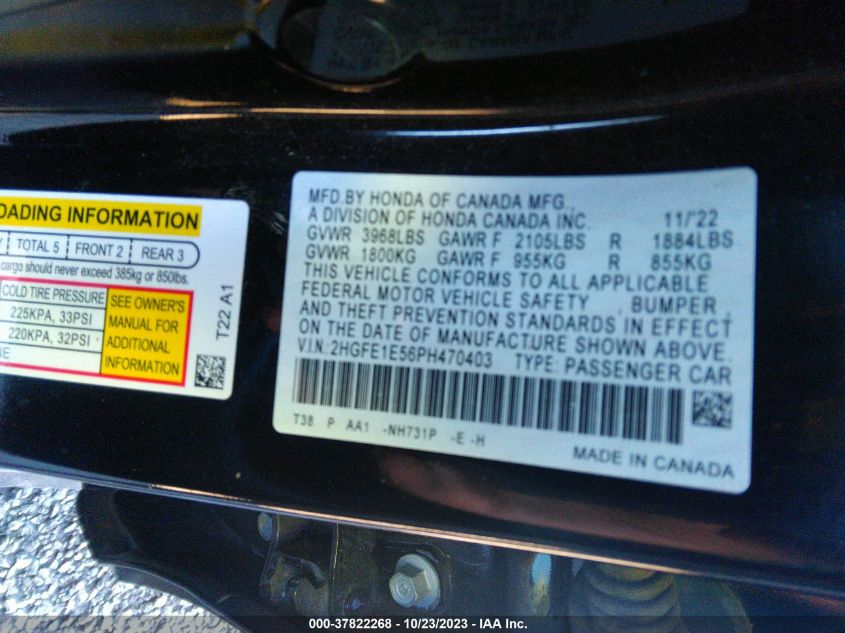 OADING INFORMATION
TOTAL 5 FRONT 2 REAR 3
cargo should never exceed 385kg or 850lbs.
COLD TIRE PRESSURE
225KPA, 33PSI
220KPA, 32PSI
SEE OWNER'S
MANUAL FOR
ADDITIONAL
INFORMATION
T22 A1
MFD.BY HONDA OF CANADA MFG.,
A DIVISION OF HONDA CANADA INC. 11/'22
GVWR 3968LBS GAWR F 2105LBS R 1884LBS
GVWR 1800KG GAWR F 955KG R 855KG
THIS VEHICLE CONFORMS TO ALL APPLICABLE
FEDERAL MOTOR VEHICLE SAFETY , BUMPER ,
AND THEFT PREVENTION STANDARDS IN EFFECT
ON THE DATE OF MANUFACTURE SHOWN ABOVE.
V.I.N.: 2HGFE1E56PH470403 TYPE: PASSENGER CAR
T38 P AA1 -NH731P -E -H
MADE IN CANADA
000-37822268 - 10/23/2023 - IAA Inc.